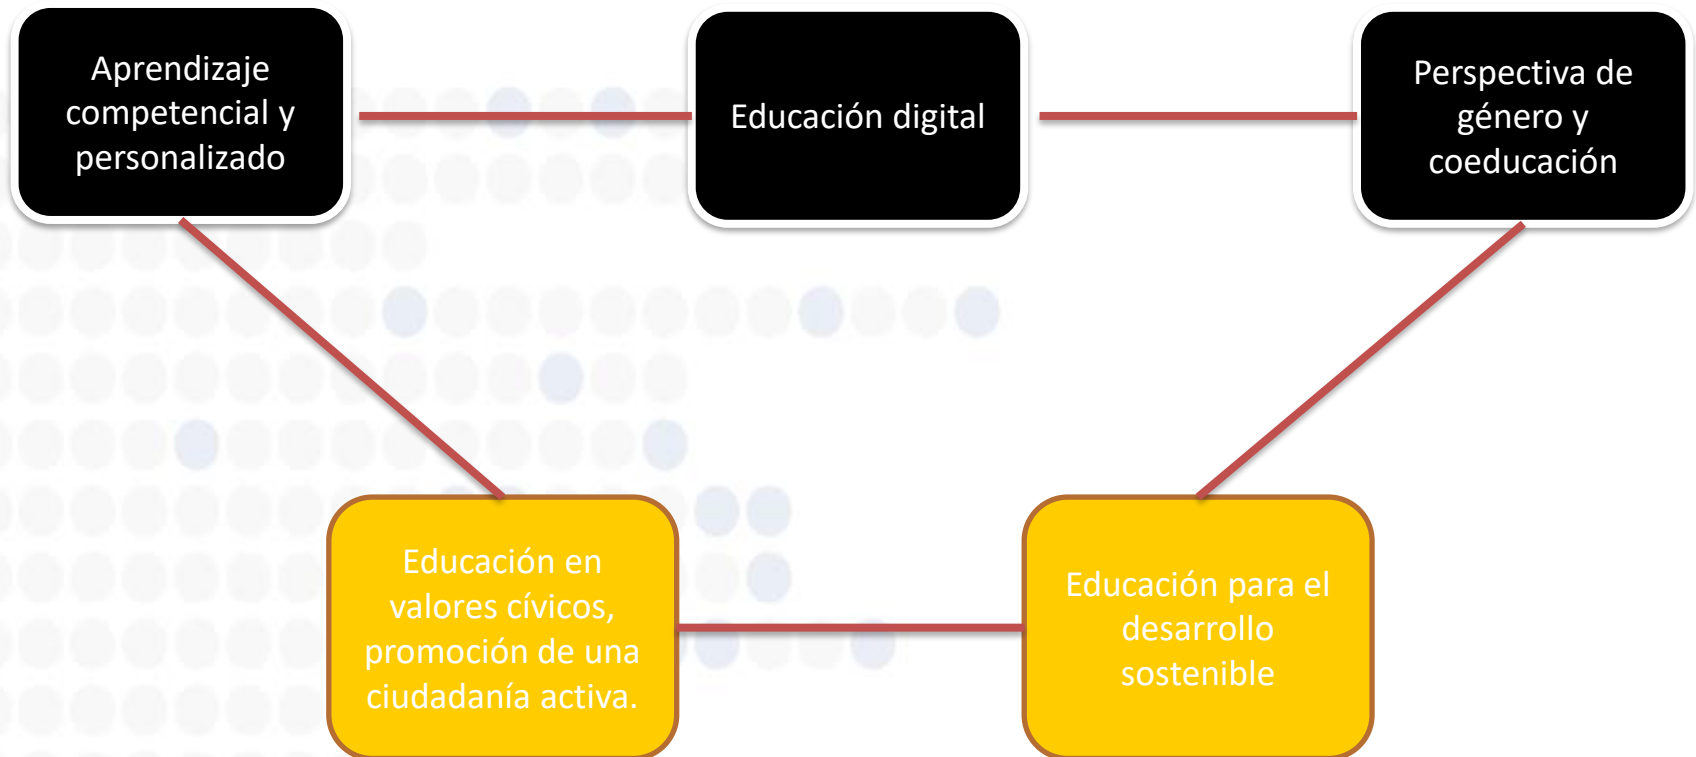 Aprendizaje
competencial y
personalizado
Educación digital
Perspectiva de
género y
coeducación
Educación en
valores cívicos,
promoción de una
ciudadanía activa.
Educación para el
desarrollo
sostenible